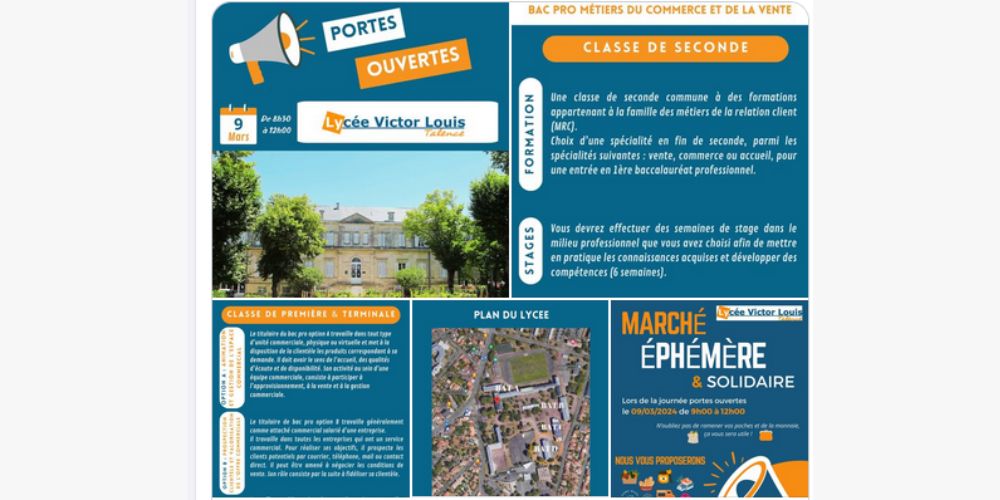 PORTES
OUVERTES
9
Mars
De 8h30
à 12h00
Lycée Victor Louis
Talence
BAC PRO MÉTIERS DU COMMERCE ET DE LA VENTE
CLASSE DE SECONDE
FORMATION
Une classe de seconde commune à des formations
appartenant à la famille des métiers de la relation client
(MRC).
Choix d'une spécialité en fin de seconde, parmi les
spécialités suivantes : vente, commerce ou accueil, pour
une entrée en 1ère baccalauréat professionnel.
STAGES
Vous devrez effectuer des semaines de stage dans le
milieu professionnel que vous avez choisi afin de mettre
en pratique les connaissances acquises et développer des
compétences (6 semaines).
CLASSE DE PREMIÈRE & TERMINALE
OPTION A : ANIMATION
ET GESTION DE L'ESPACE
COMMERCIAL
Le titulaire du bac pro option A travaille dans tout type
d'unité commerciale, physique ou virtuelle et met à la
disposition de la clientèle les produits correspondant à sa
demande. Il doit avoir le sens de l'accueil, des qualités
d'écoute et de disponibilité. Son activité au sein d'une
équipe commerciale, consiste à participer à
l'approvisionnement, à la vente et à la gestion
commerciale.
OPTION B : PROSPECTION
CLIENTÈLE ET VALORISATION
DE L'OFFRE COMMERCIALE
Le titulaire de bac pro option B travaille généralement
comme attaché commercial salarié d'une entreprise.
Il travaille dans toutes les entreprises qui ont un service
commercial. Pour réaliser ses objectifs, il prospecte les
clients potentiels par courrier, téléphone, mail ou contact
direct. Il peut être amené à négocier les conditions de
vente. Son rôle consiste par la suite à fidéliser sa clientèle.
PLAN DU LYCEE
BAT A
BAT B
BAT D
Lycée Victor Louis
Talence
MARCHÉ
ÉPHÉMÈRE
& SOLIDAIRE
Lors de la journée portes ouvertes
le 09/03/2024 de 9h00 à 12h00
N'oubliez pas de ramener vos poches et de la monnaie,
ça vous sera utile !
NOUS VOUS PROPOSERONS